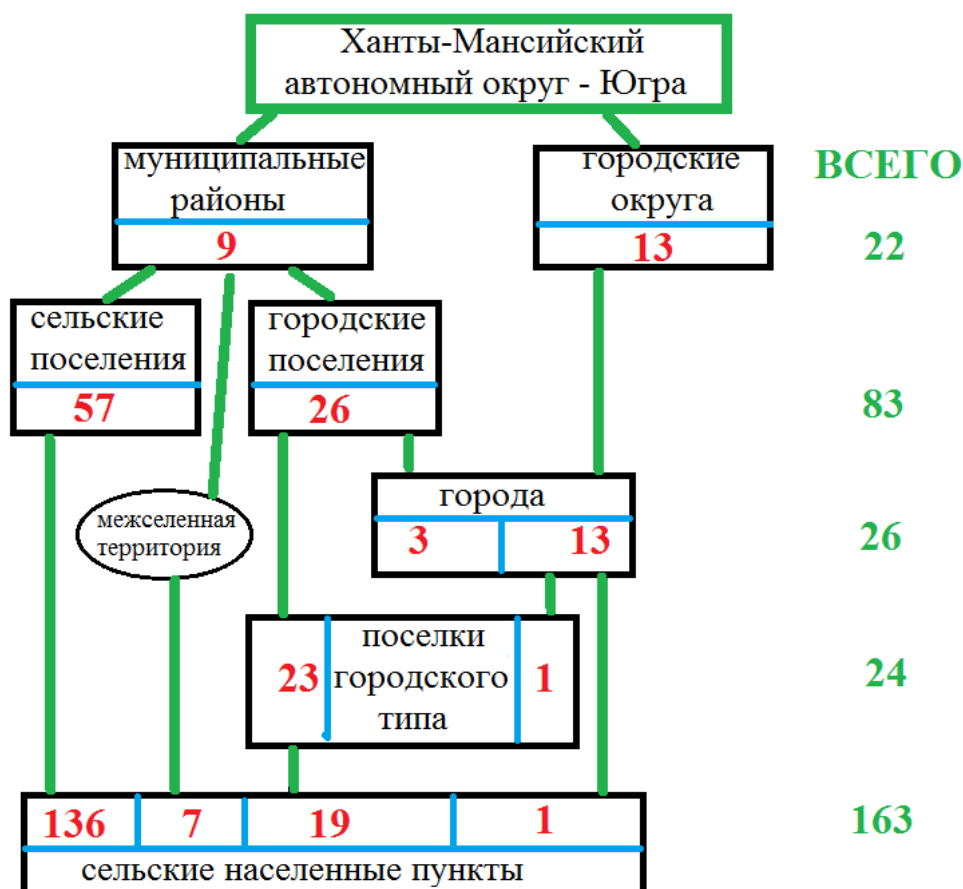 Ханты-Мансийский
автономный округ - Югра
муниципальные
районы
9
городские
округа
13
ВСЕГО
22
сельские
поселения
57
городские
поселения
26
83
межселенная
территория
города
3 13
26
поселки
23 городского 1
типа
24
136 7 19 1
163
сельские населенные пункты